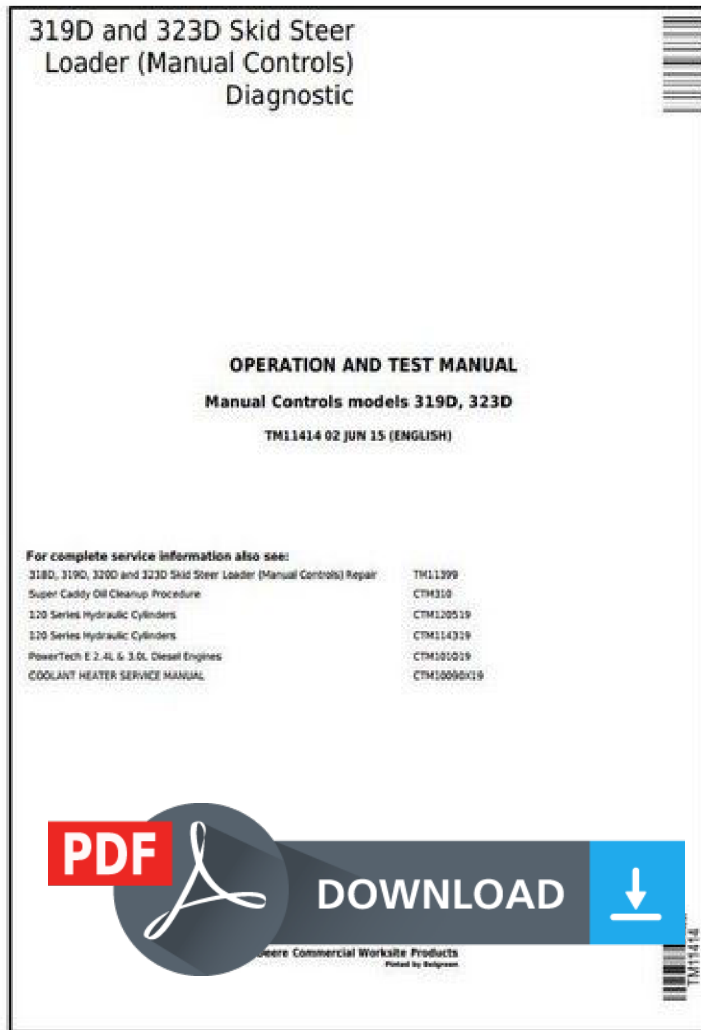 319D and 323D Skid Steer
Loader (Manual Controls)
Diagnostic
OPERATION AND TEST MANUAL
Manual Controls models 319D, 323D
TM11414 02 JUN 15 (ENGLISH)
For complete service information also see:
318D, 319D, 320D and 323D Skid Steer Loader (Manual Controls) Repair TM11399
Super Caddy Oil Cleanup Procedure CTM310
120 Series Hydraulic Cylinders CTM120519
120 Series Hydraulic Cylinders CTM114319
PowerTech E 2.4L & 3.0L Diesel Engines CTM101019
COOLANT HEATER SERVICE MANUAL CTM10090X19
PDF
DOWNLOAD
Deere Commercial Worksite Products
Printed by Belgreen
TM11414